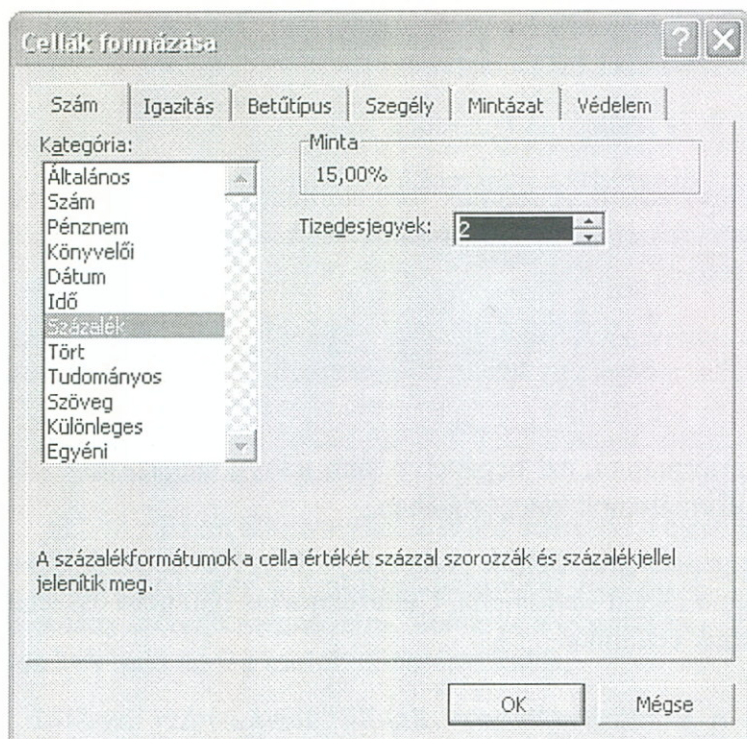 Cellák formázása
Szám Igazítás Betűtípus Szegély Mintázat Védelem
Kategória:
Általános
Szám
Pénznem
Könyvelői
Dátum
Idő
Százalék
Tört
Tudományos
Szöveg
Különleges
Egyéni
Minta
15,00%
Tizedesjegyek: 2
A százalékformátumok a cella értékét százzal szorozzák és százalékjellel
jelenítik meg.
OK Mégse